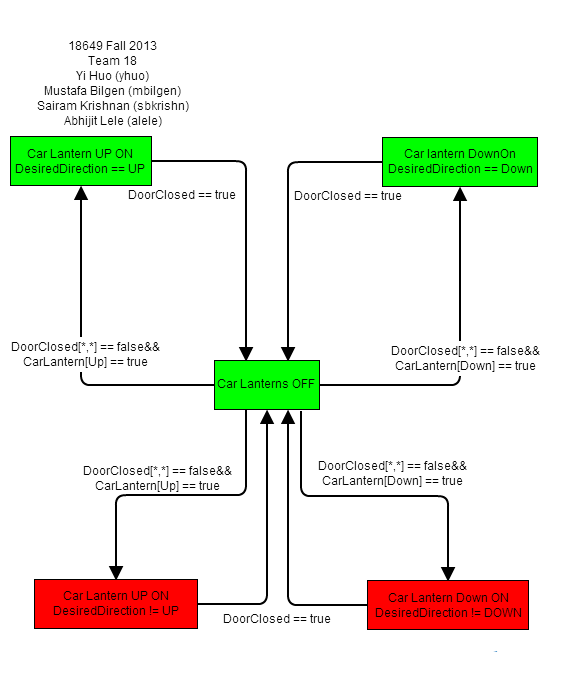 18649 Fall 2013
Team 18
Yi Huo (yhuo)
Mustafa Bilgen (mbilgen)
Sairam Krishnan (sbkrishn)
Abhijit Lele (alele)
Car Lantern UP ON
DesiredDirection == UP
Car lantern DownOn
DesiredDirection == Down
DoorClosed == true
DoorClosed == true
DoorClosed[*,*] == false&&
CarLantern[Up] == true
DoorClosed[*,*] == false&&
CarLantern[Down] == true
Car Lanterns OFF
DoorClosed[*,*] == false&&
CarLantern[Up] == true
DoorClosed[*,*] == false&&
CarLantern[Down] == true
Car Lantern UP ON
DesiredDirection != UP
Car Lantern Down ON
DesiredDirection != DOWN
DoorClosed == true